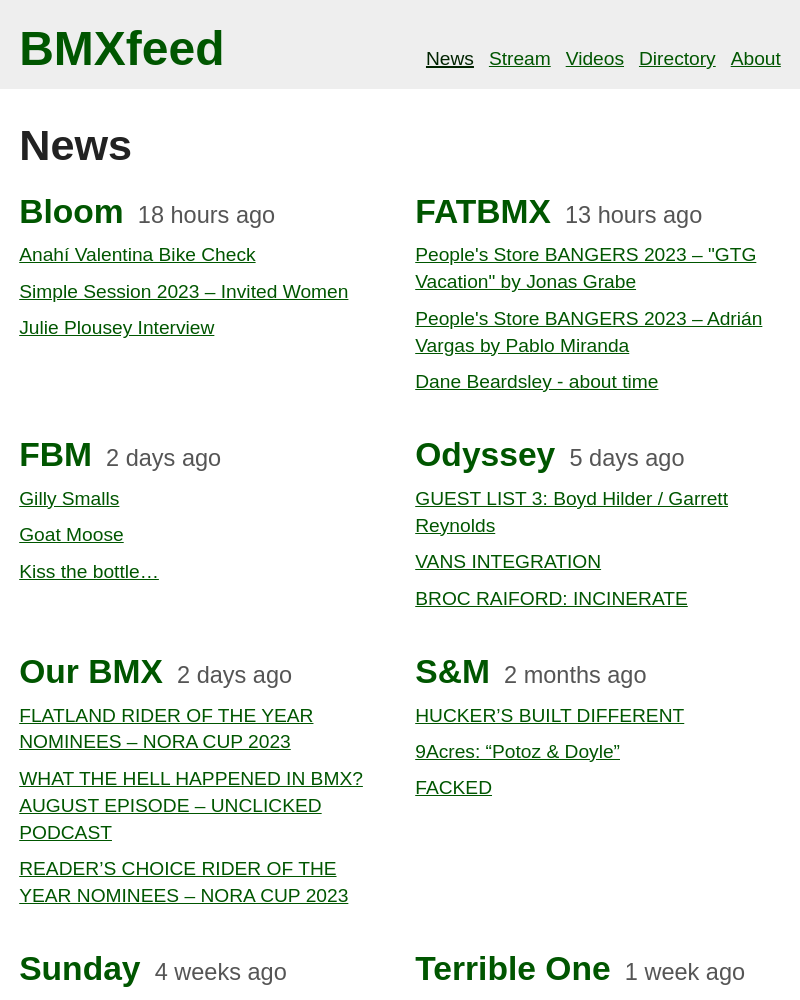 BMXfeed
News Stream Videos Directory About
News
Bloom 18 hours ago
Anahí Valentina Bike Check
Simple Session 2023 – Invited Women
Julie Plousey Interview
FATBMX 13 hours ago
People's Store BANGERS 2023 – "GTG
Vacation" by Jonas Grabe
People's Store BANGERS 2023 – Adrián
Vargas by Pablo Miranda
Dane Beardsley - about time
FBM 2 days ago
Gilly Smalls
Goat Moose
Kiss the bottle…
Odyssey 5 days ago
GUEST LIST 3: Boyd Hilder / Garrett
Reynolds
VANS INTEGRATION
BROC RAIFORD: INCINERATE
Our BMX 2 days ago
FLATLAND RIDER OF THE YEAR
NOMINEES – NORA CUP 2023
WHAT THE HELL HAPPENED IN BMX?
AUGUST EPISODE – UNCLICKED
PODCAST
READER’S CHOICE RIDER OF THE
YEAR NOMINEES – NORA CUP 2023
S&M 2 months ago
HUCKER’S BUILT DIFFERENT
9Acres: “Potoz & Doyle”
FACKED
Sunday 4 weeks ago
Terrible One 1 week ago